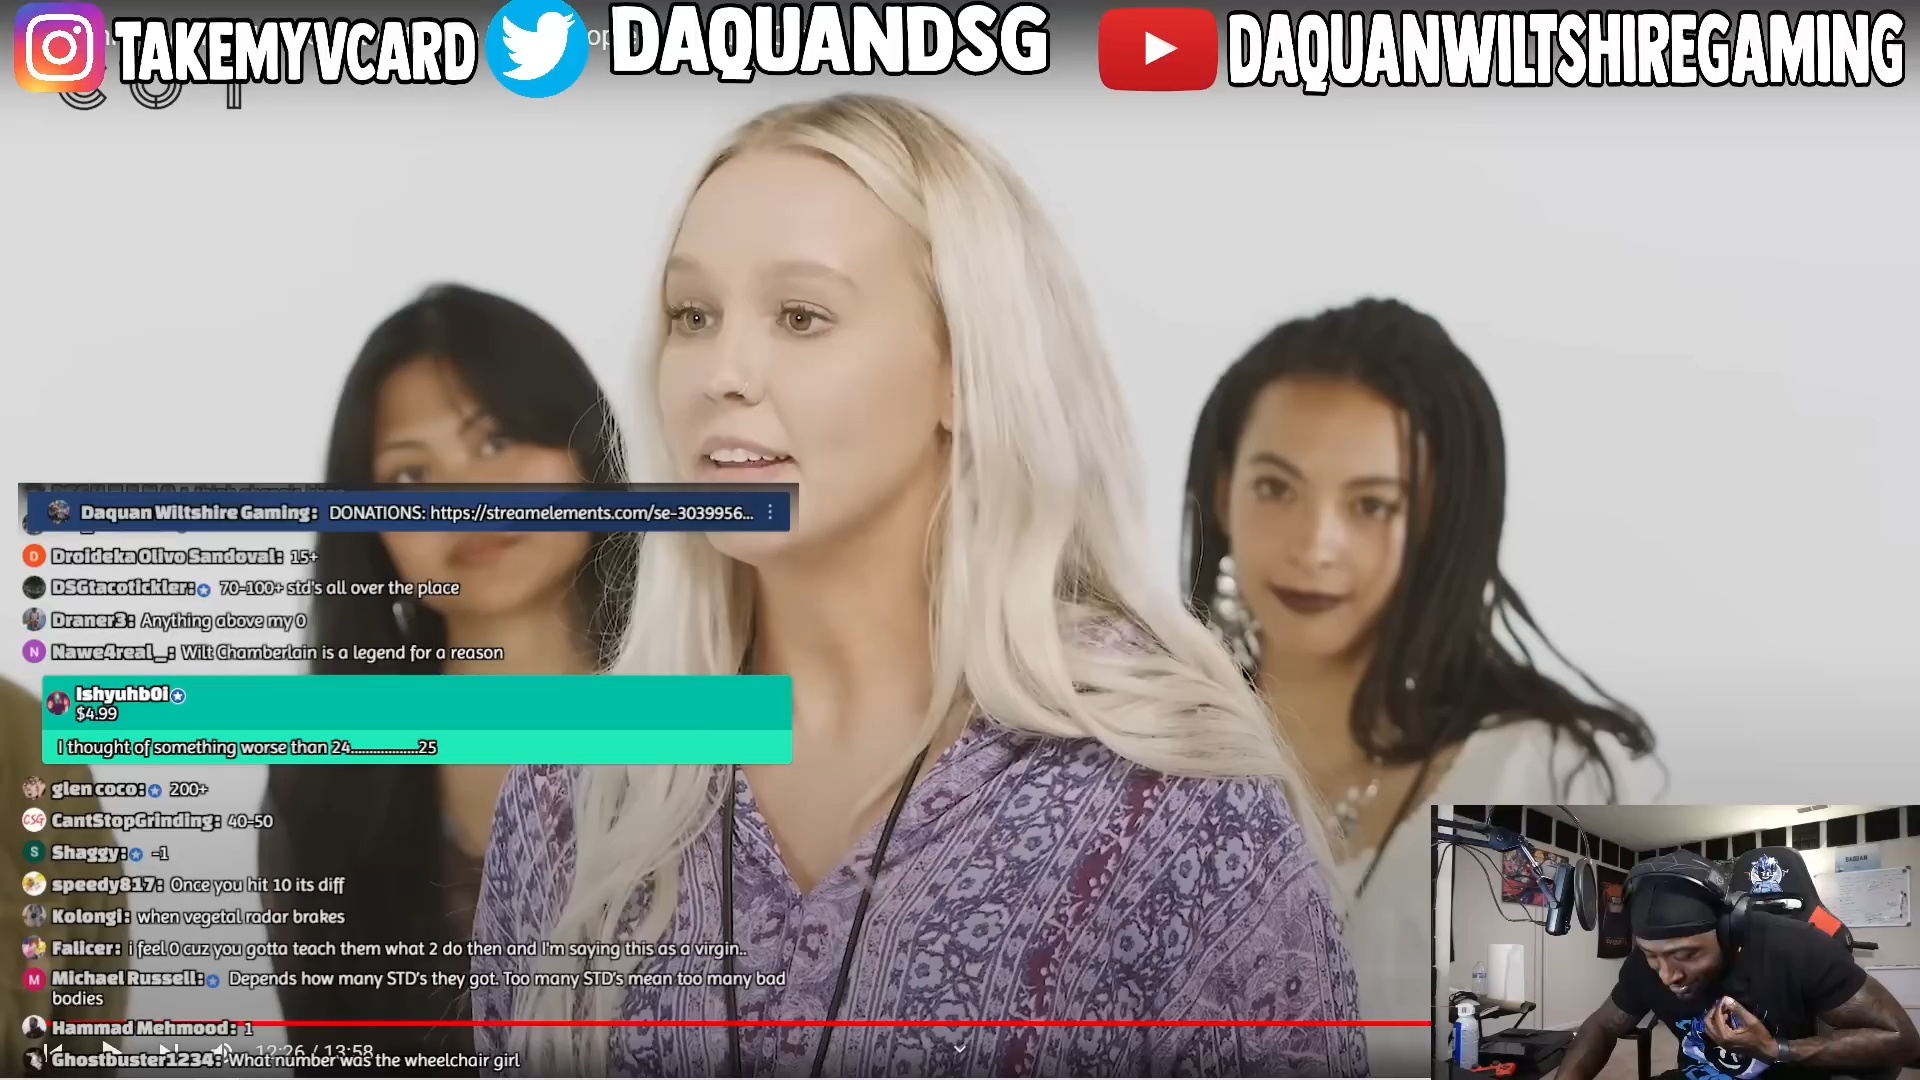 TAKEMYVCARD DAQUANDSG DAQUANWILTSHIREGAMING
CUT
Daquan Wiltshire Gaming: DONATIONS: https://streamelements.com/se-3039956...
Droideka Olivo Sandoval: 15+
DSGtacotickler: 70-100+ std's all over the place
Draner3: Anything above my 0
Nawe4real_: Wilt Chamberlain is a legend for a reason
Ishyuhb0i
$4.99
I thought of something worse than 24..................25
glen coco: 200+
CantStopGrinding: 40-50
Shaggy: -1
speedy817: Once you hit 10 its diff
Kolongi: when vegetal radar brakes
Falicer: i feel 0 cuz you gotta teach them what 2 do then and I'm saying this as a virgin..
Michael Russell: Depends how many STD's they got. Too many STD's mean too many bad
bodies
Hammad Mehmood: 1
12:26 / 13:58
Ghostbuster1234: What number was the wheelchair girl
DAQUAN